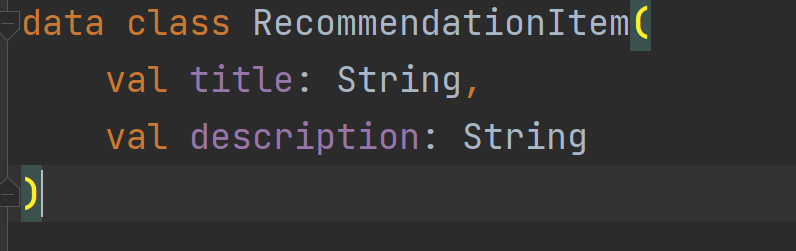 data class RecommendationItem(
    val title: String,
    val description: String
)